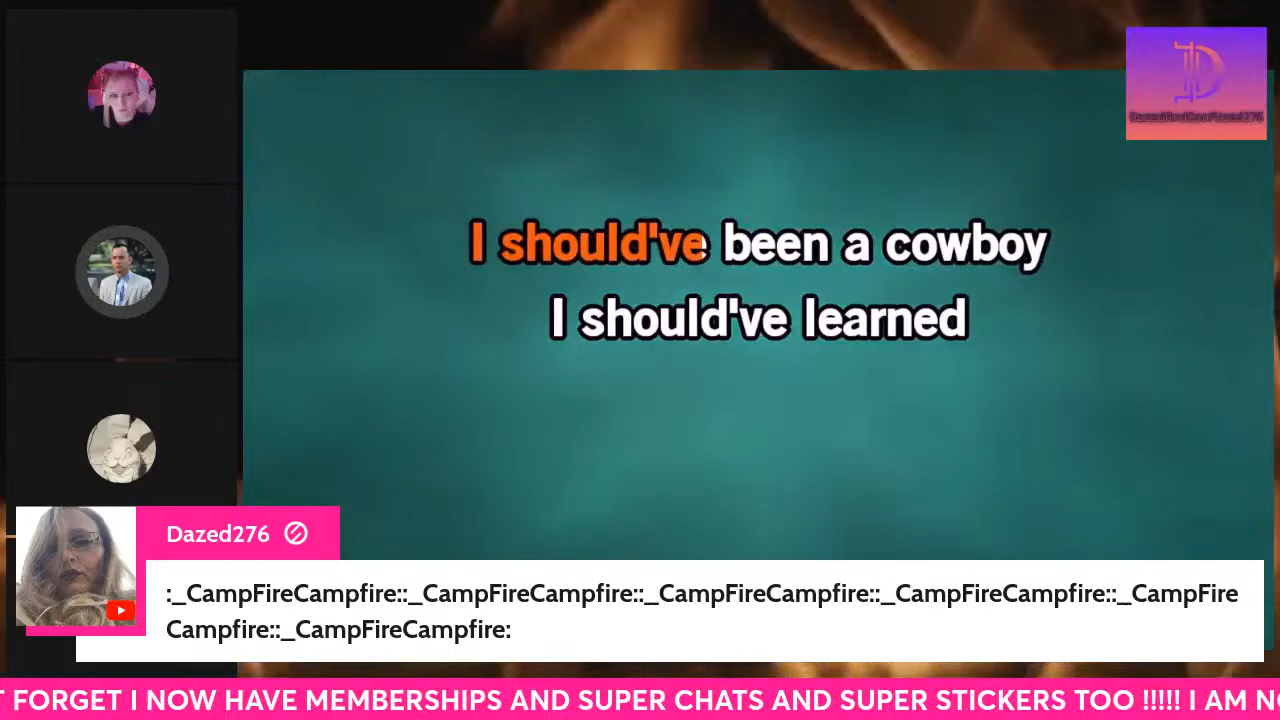 I should've been a cowboy
I should've learned
Dazed276
:_CampFireCampfire::_CampFireCampfire::_CampFireCampfire::_CampFireCampfire::_CampFire
Campfire::_CampFireCampfire:
T FORGET I NOW HAVE MEMBERSHIPS AND SUPER CHATS AND SUPER STICKERS TOO !!!!! I AM NO